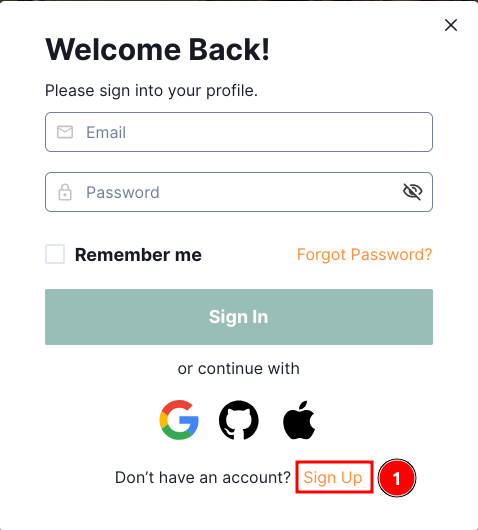 Welcome Back!
Please sign into your profile.
Email
Password
Remember me Forgot Password?
Sign In
or continue with
Don’t have an account? Sign Up 1